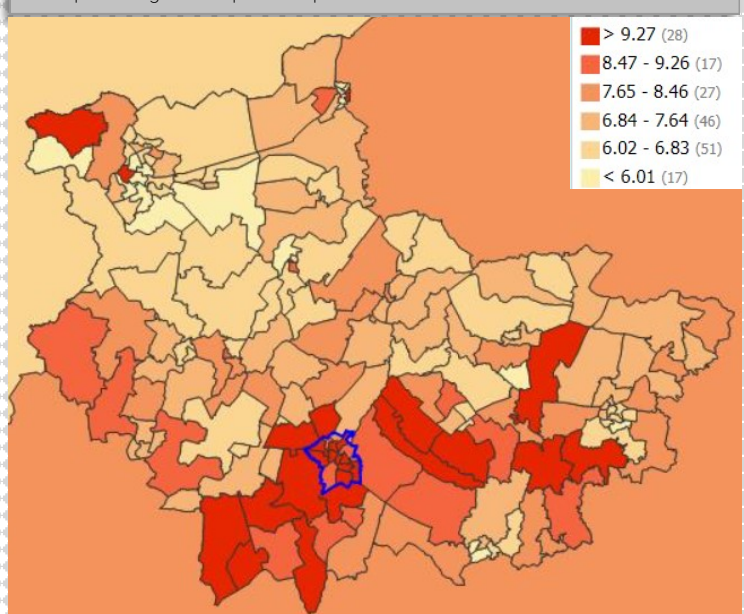 > 9.27 (28)
8.47 - 9.26 (17)
7.65 - 8.46 (27)
6.84 - 7.64 (46)
6.02 - 6.83 (51)
< 6.01 (17)